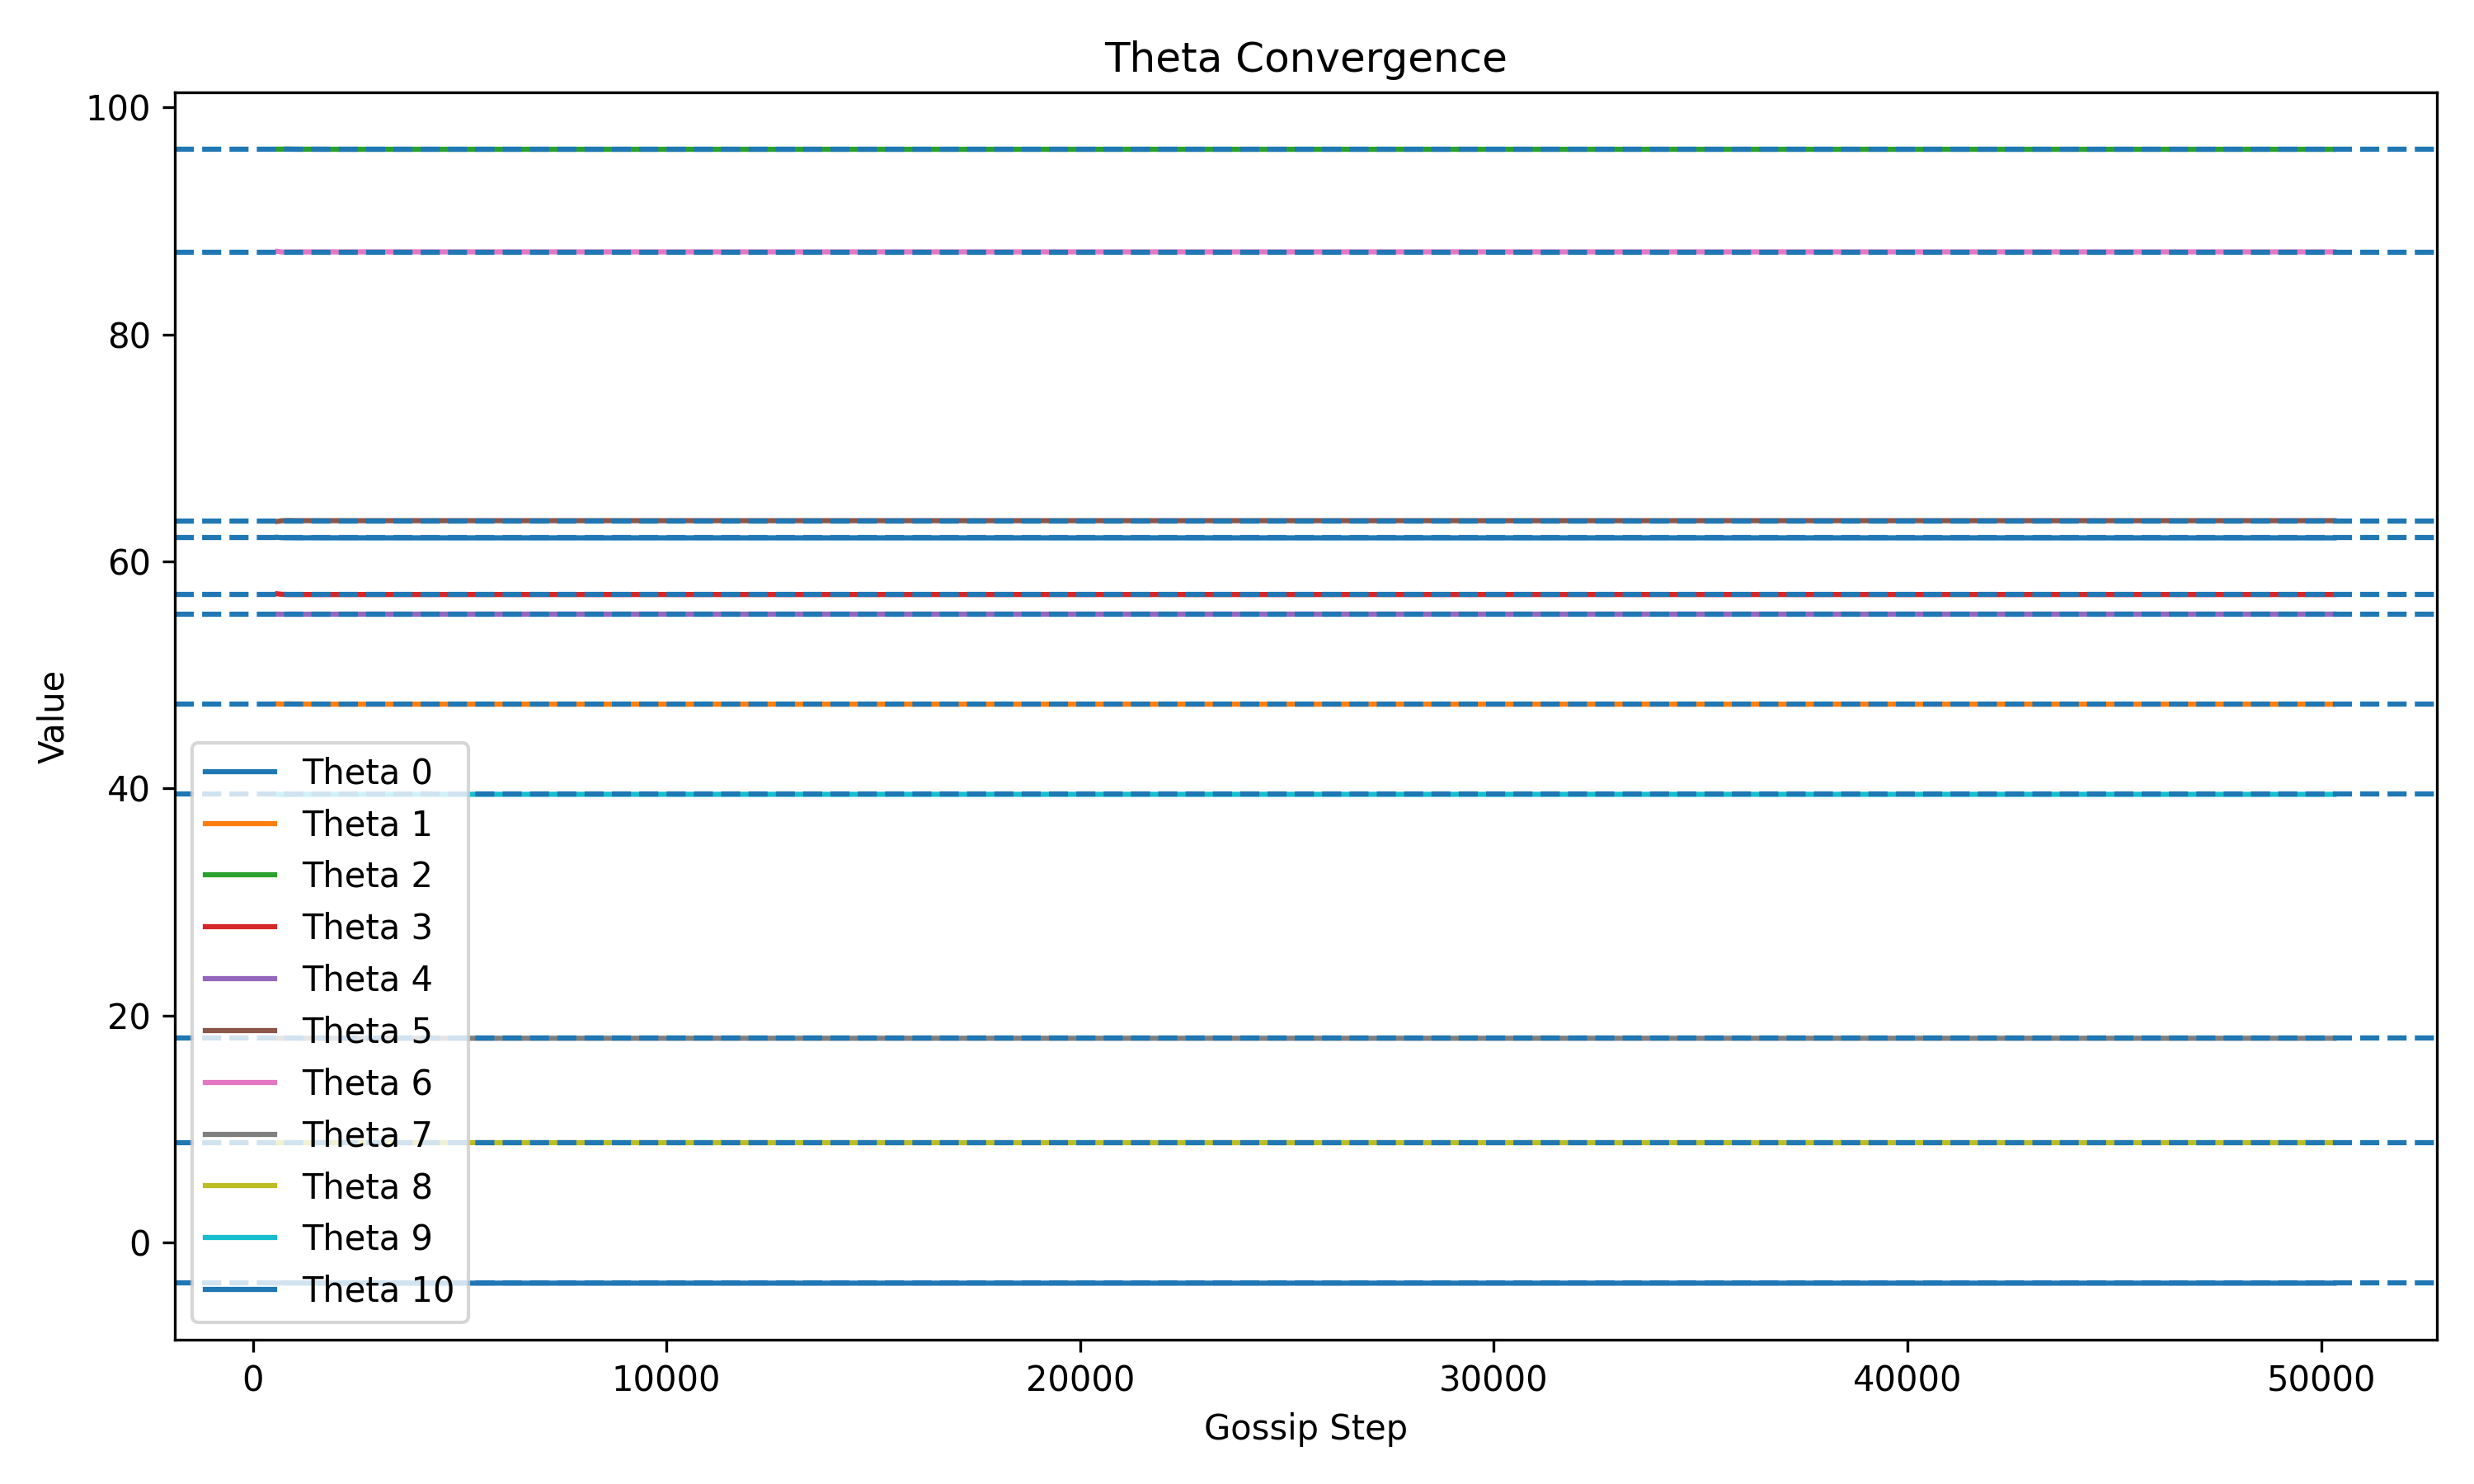 Theta Convergence
100
80
60
40
20
0
Value
Theta 0
Theta 1
Theta 2
Theta 3
Theta 4
Theta 5
Theta 6
Theta 7
Theta 8
Theta 9
Theta 10
0
10000
20000
30000
40000
50000
Gossip Step